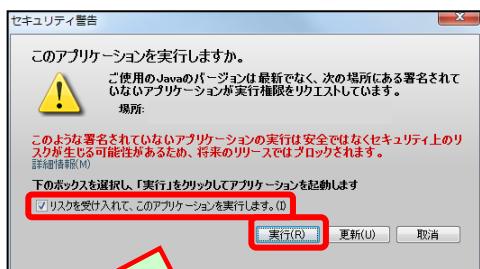 セキュリティ警告
このアプリケーションを実行しますか。
ご使用のJavaのバージョンは最新でなく、次の場所にある署名されて
いないアプリケーションが実行権限をリクエストしています。
場所:
このような署名されていないアプリケーションの実行は安全ではなくセキュリティ上のリ
スクが生じる可能性があるため、将来のリリースではブロックされます。
詳細情報(M)
下のボックスを選択し、「実行」をクリックしてアプリケーションを起動します
リスクを受け入れて、このアプリケーションを実行します。(I)
実行(R) 更新(U) 取消